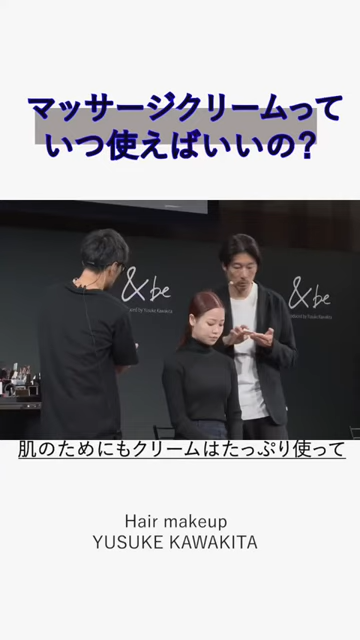 マッサージクリームって
いつ使えばいいの？
&be
&be
肌のためにもクリームはたっぷり使って
Hair makeup
YUSUKE KAWAKITA